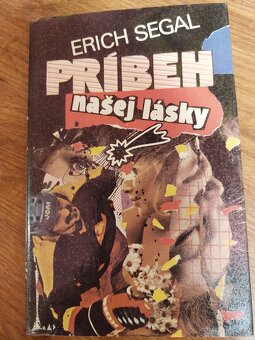 ERICH SEGAL
PRÍBEH
našej lásky